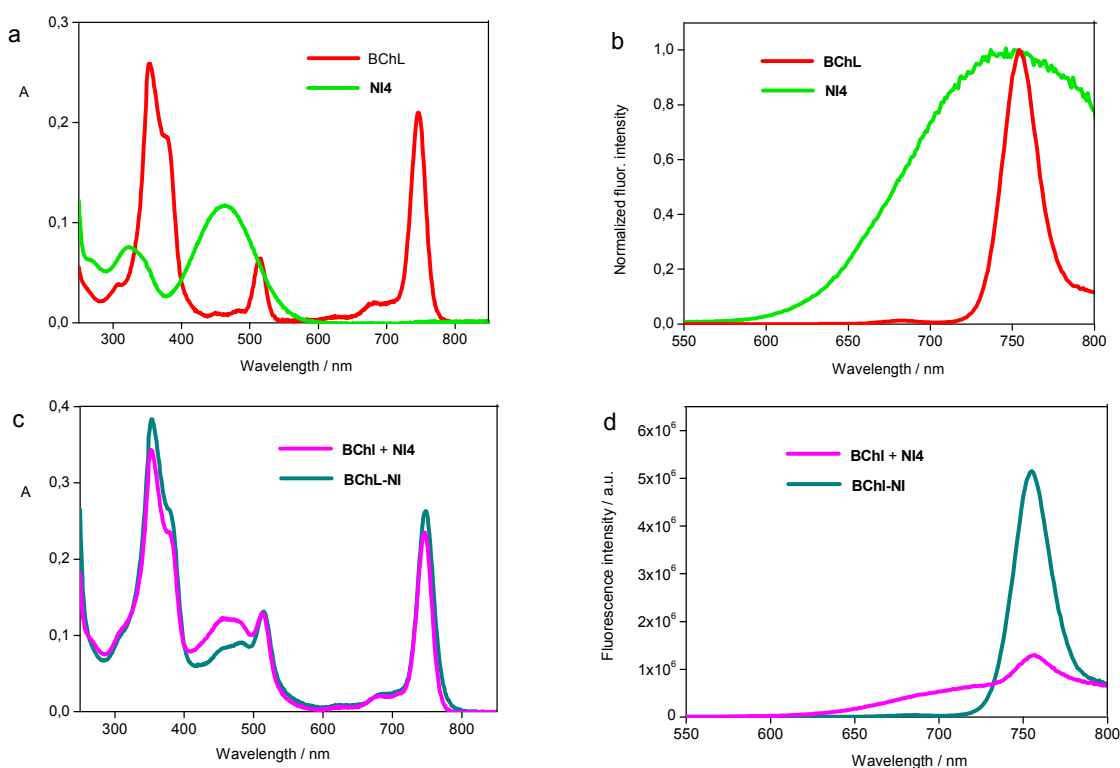 a
0,3
0,2
0,1
0,0
A
300 400 500 600 700 800
Wavelength / nm
BChL
NI4
b
1,0
0,8
0,6
0,4
0,2
0,0
Normalized fluor. intensity
550 600 650 700 750 800
Wavelength / nm
BChL
NI4
c
0,4
0,3
0,2
0,1
0,0
A
300 400 500 600 700 800
Wavelength / nm
BChl + NI4
BChL-NI
d
6x10⁶
5x10⁶
4x10⁶
3x10⁶
2x10⁶
1x10⁶
0
Fluorescence intensity / a.u.
550 600 650 700 750 800
Wavelength / nm
BChl + NI4
BChl-NI